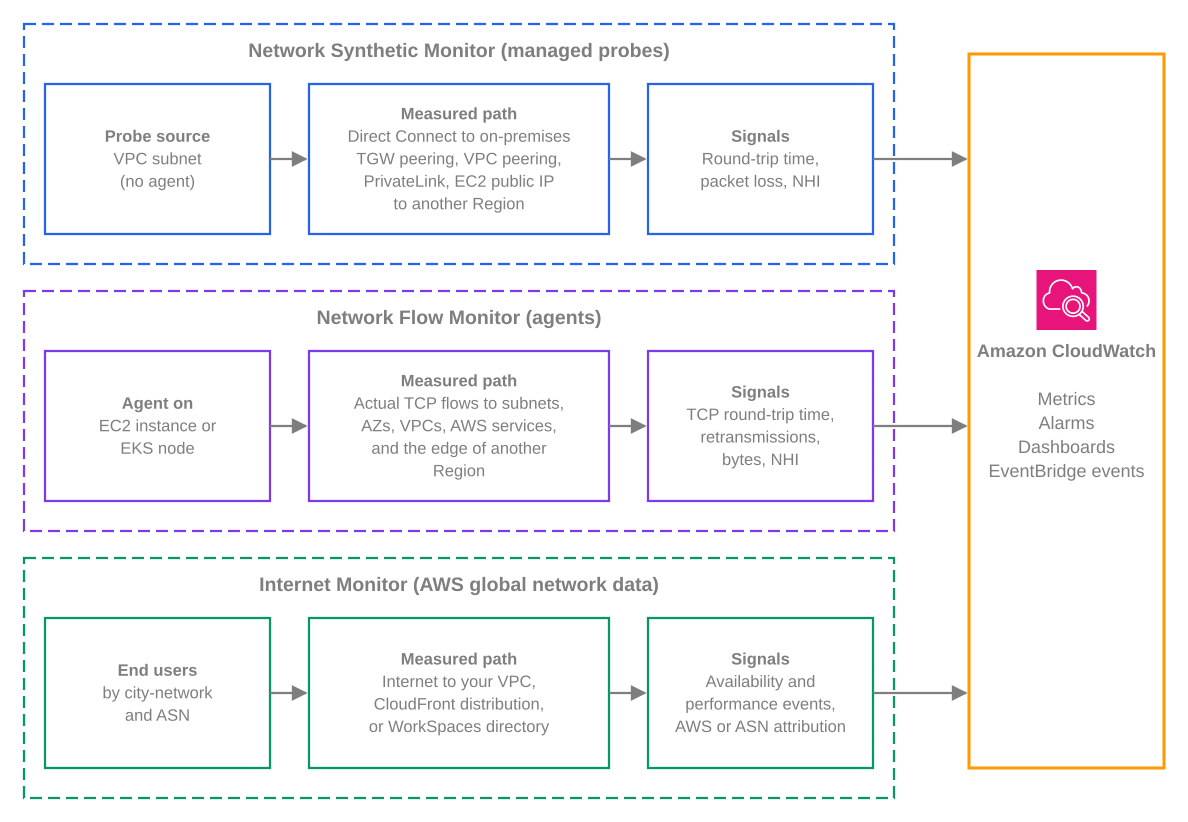 Network Synthetic Monitor (managed probes)
Probe source
VPC subnet
(no agent)
Measured path
Direct Connect to on-premises
TGW peering, VPC peering,
PrivateLink, EC2 public IP
to another Region
Signals
Round-trip time,
packet loss, NHI
Network Flow Monitor (agents)
Agent on
EC2 instance or
EKS node
Measured path
Actual TCP flows to subnets,
AZs, VPCs, AWS services,
and the edge of another
Region
Signals
TCP round-trip time,
retransmissions,
bytes, NHI
Internet Monitor (AWS global network data)
End users
by city-network
and ASN
Measured path
Internet to your VPC,
CloudFront distribution,
or WorkSpaces directory
Signals
Availability and
performance events,
AWS or ASN attribution
Amazon CloudWatch
Metrics
Alarms
Dashboards
EventBridge events